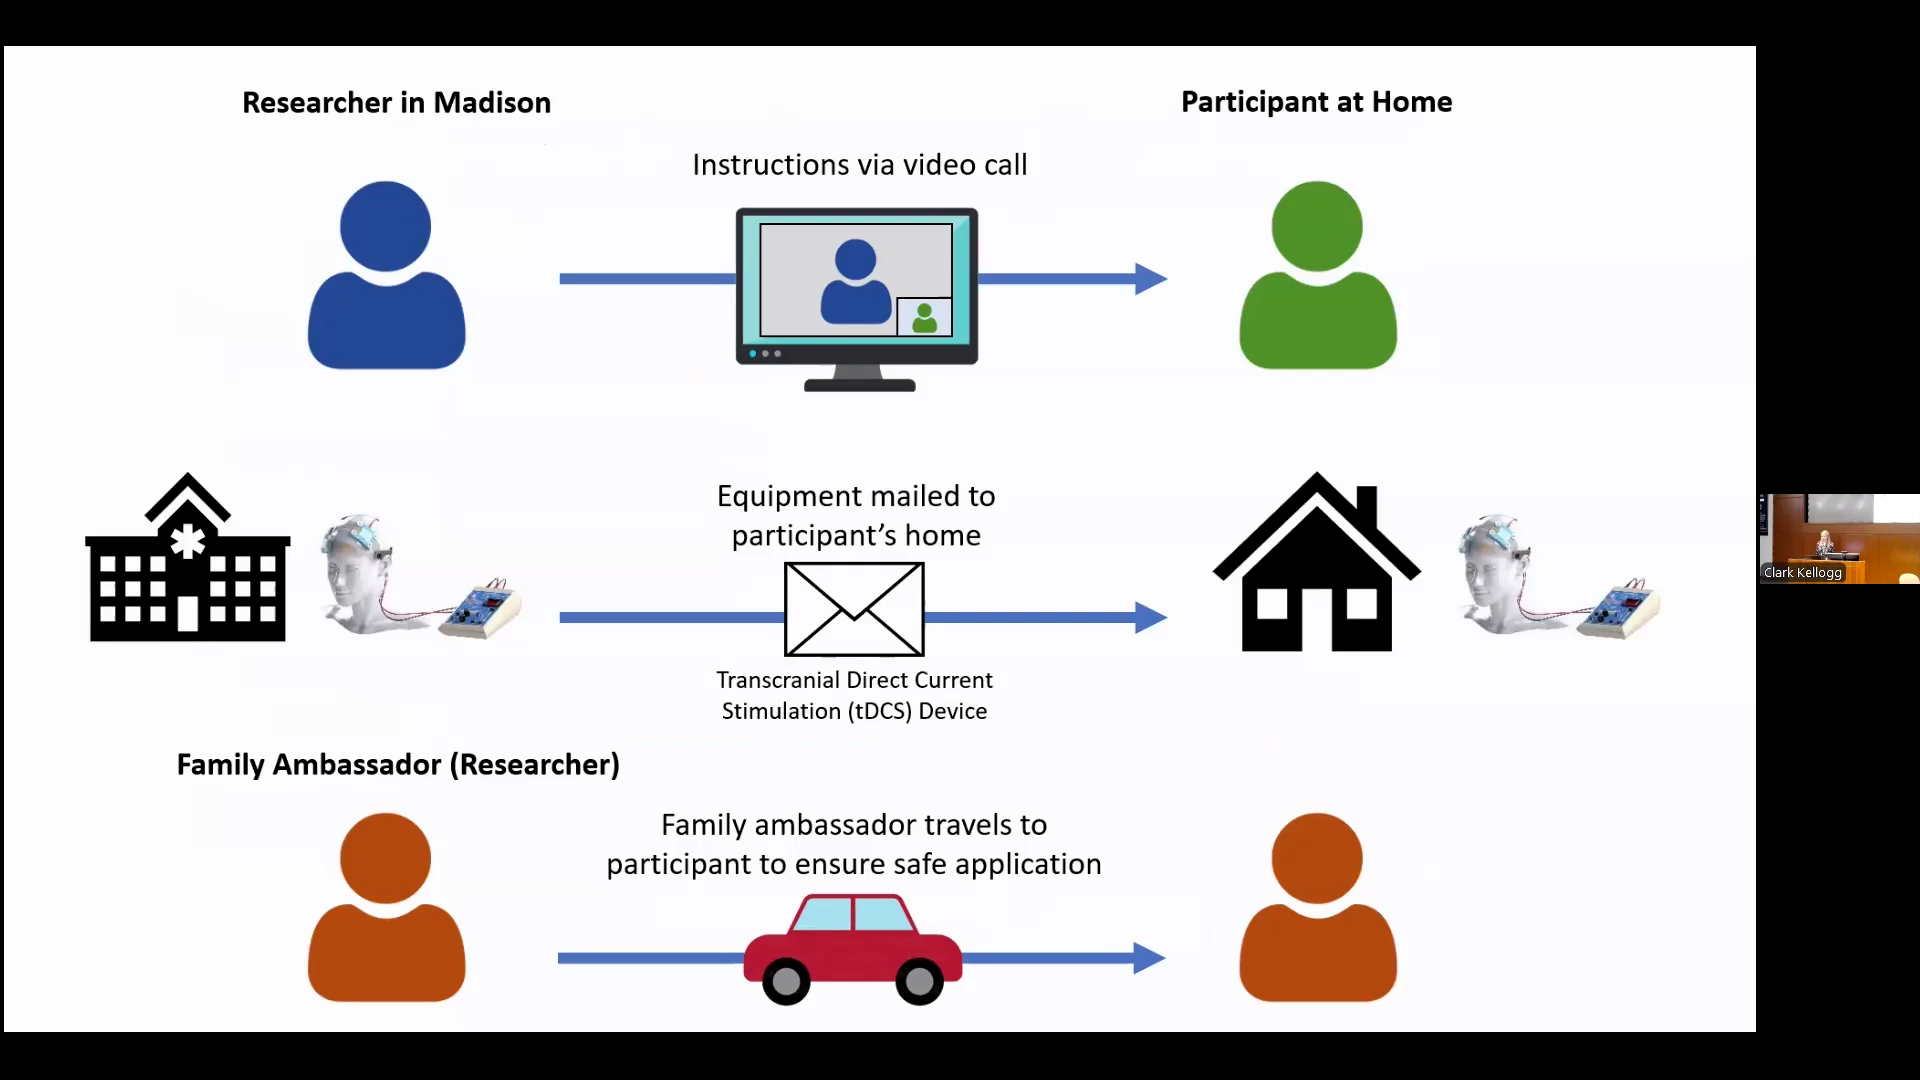 Researcher in Madison
Participant at Home
Instructions via video call
Equipment mailed to
participant's home
Transcranial Direct Current
Stimulation (tDCS) Device
Family Ambassador (Researcher)
Family ambassador travels to
participant to ensure safe application
Clark Kellogg